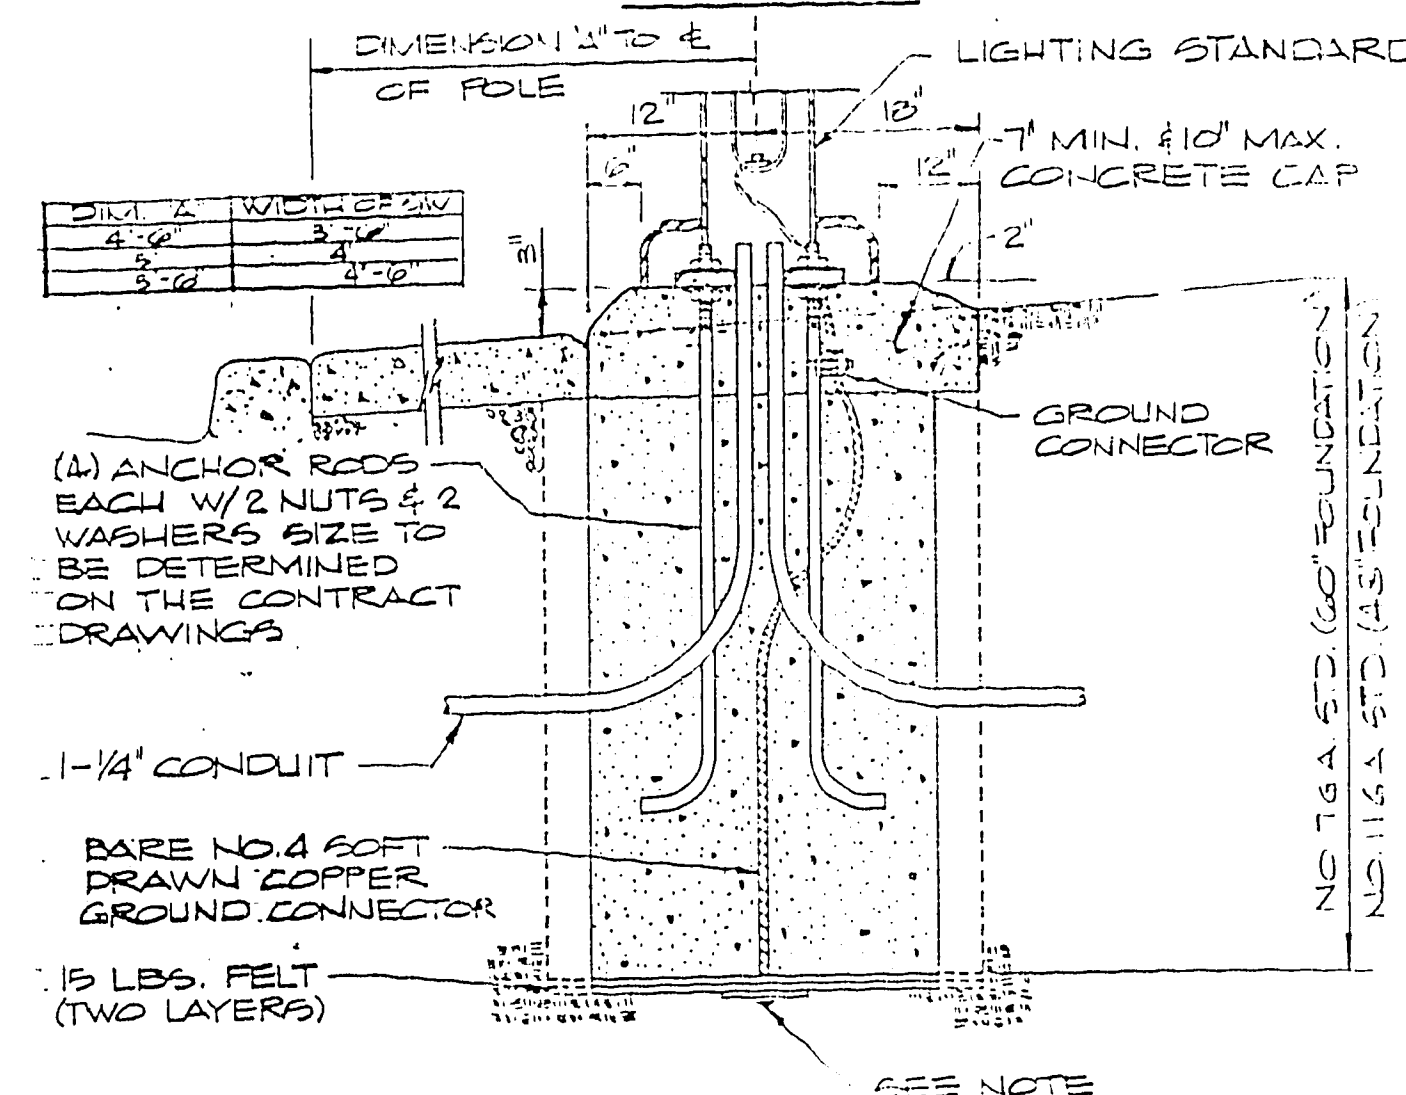 DIMENSION "A" TO ℄
OF POLE
LIGHTING STANDARD
12"
18"
6"
12"
7" MIN. & 10" MAX.
CONCRETE CAP
2"
3"
DIM. "A" WIDTH OF S/W
4'-6" 3'-6"
5' 4'
5'-6" 4'-6"
GROUND
CONNECTOR
(4) ANCHOR RODS
EACH W/2 NUTS & 2
WASHERS SIZE TO
BE DETERMINED
ON THE CONTRACT
DRAWINGS
1-1/4" CONDUIT
BARE NO. 4 SOFT
DRAWN COPPER
GROUND CONNECTOR
15 LBS. FELT
(TWO LAYERS)
SEE NOTE
NO 76A STD. (60" FOUNDATION)
NO. 116A STD (48" FOUNDATION)